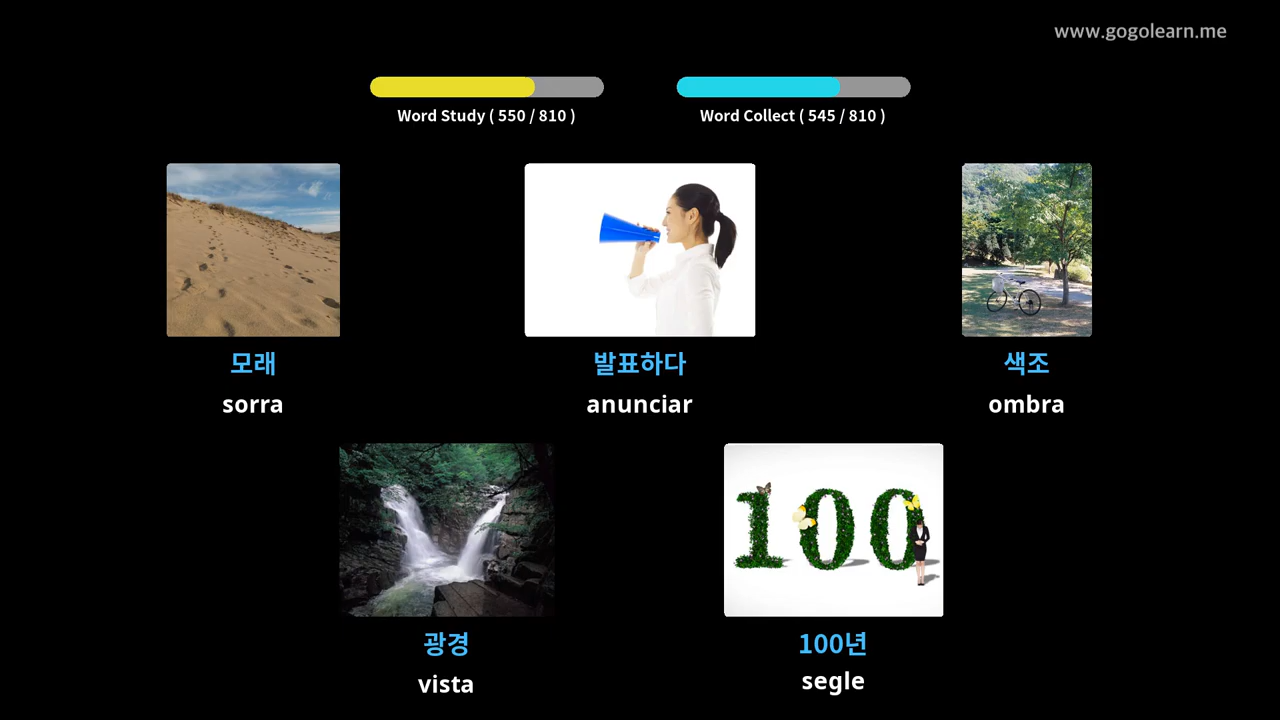 www.gogolearn.me
Word Study ( 550 / 810 )
Word Collect ( 545 / 810 )
모래
sorra
발표하다
anunciar
색조
ombra
광경
vista
100
100년
segle